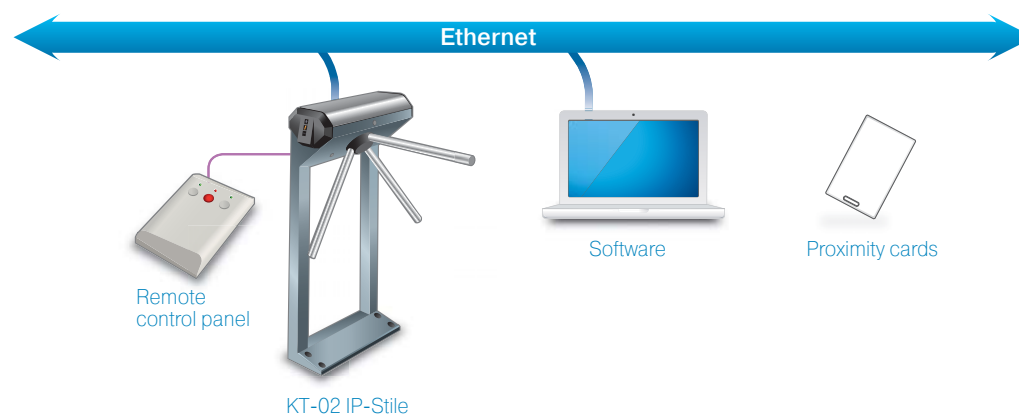 Ethernet
Software
Proximity cards
Remote
control panel
KT-02 IP-Stile